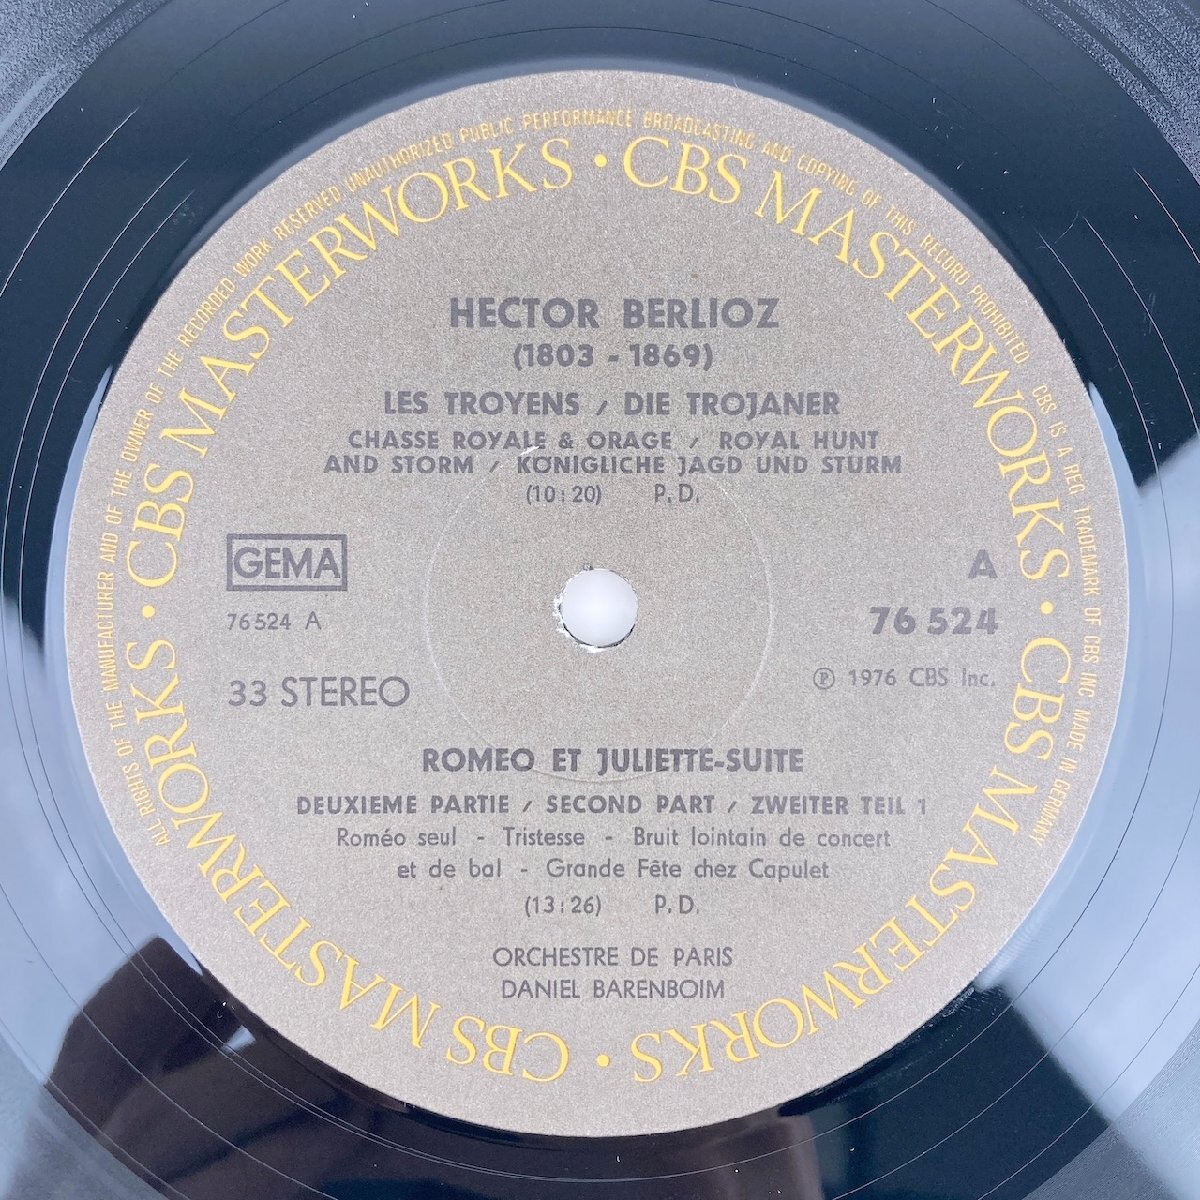 ALL RIGHTS OF THE MANUFACTURER AND OF THE OWNER OF THE RECORDED WORK RESERVED UNAUTHORIZED PUBLIC PERFORMANCE BROADCASTING AND COPYING OF THIS RECORD PROHIBITED CBS IS A REG. TRADEMARK OF CBS INC MADE IN GERMANY
CBS MASTERWORKS • CBS MASTERWORKS • CBS MASTERWORKS • CBS MASTERWORKS •
HECTOR BERLIOZ
(1803 - 1869)
LES TROYENS / DIE TROJANER
CHASSE ROYALE & ORAGE / ROYAL HUNT
AND STORM / KÖNIGLICHE JAGD UND STURM
(10:20) P.D.
GEMA
A
76 524 A
76 524
33 STEREO
℗ 1976 CBS Inc.
ROMEO ET JULIETTE-SUITE
DEUXIEME PARTIE / SECOND PART / ZWEITER TEIL 1
Roméo seul - Tristesse - Bruit lointain de concert
et de bal - Grande Fête chez Capulet
(13:26) P.D.
ORCHESTRE DE PARIS
DANIEL BARENBOIM